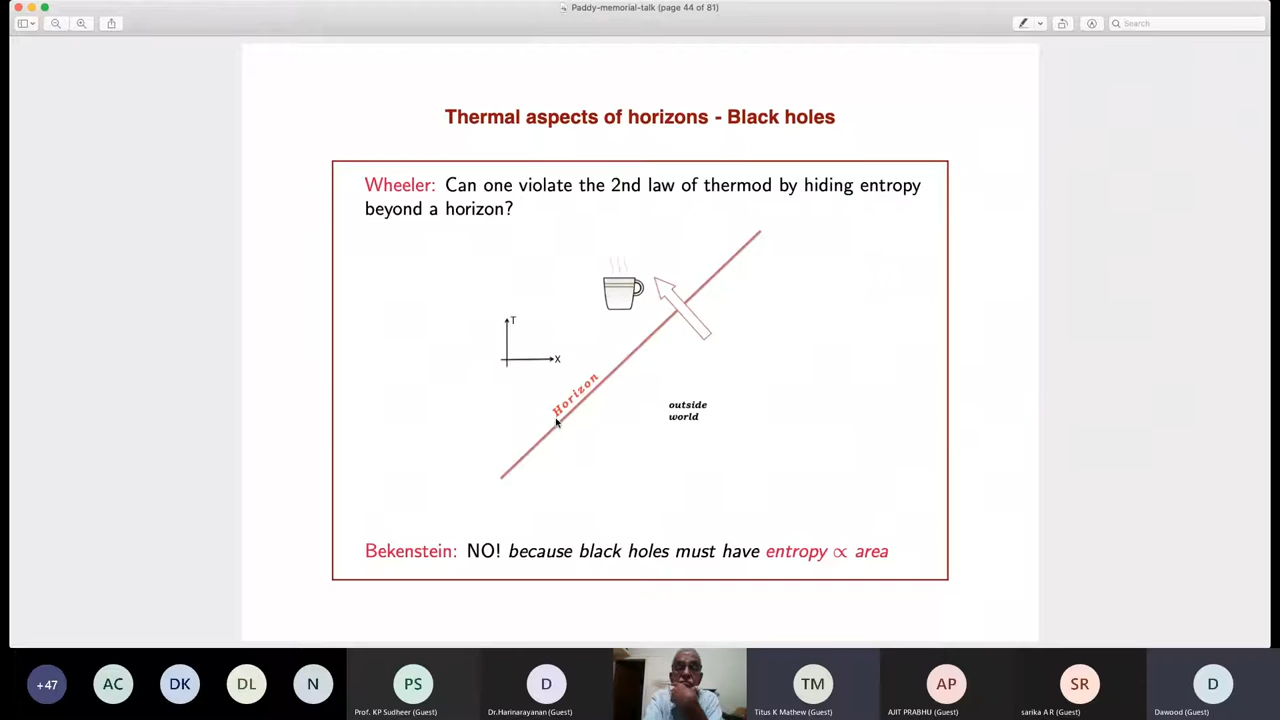 Paddy-memorial-talk (page 44 of 81)
Search
Thermal aspects of horizons - Black holes
Wheeler: Can one violate the 2nd law of thermod by hiding entropy
beyond a horizon?
T
X
Horizon
outside
world
Bekenstein: NO! because black holes must have entropy ∝ area
+47
AC
DK
DL
N
PS
D
TM
AP
SR
D
Prof. KP Sudheer (Guest)
Dr.Harinarayanan (Guest)
Titus K Mathew (Guest)
AJIT PRABHU (Guest)
sarika A R (Guest)
Dawood (Guest)